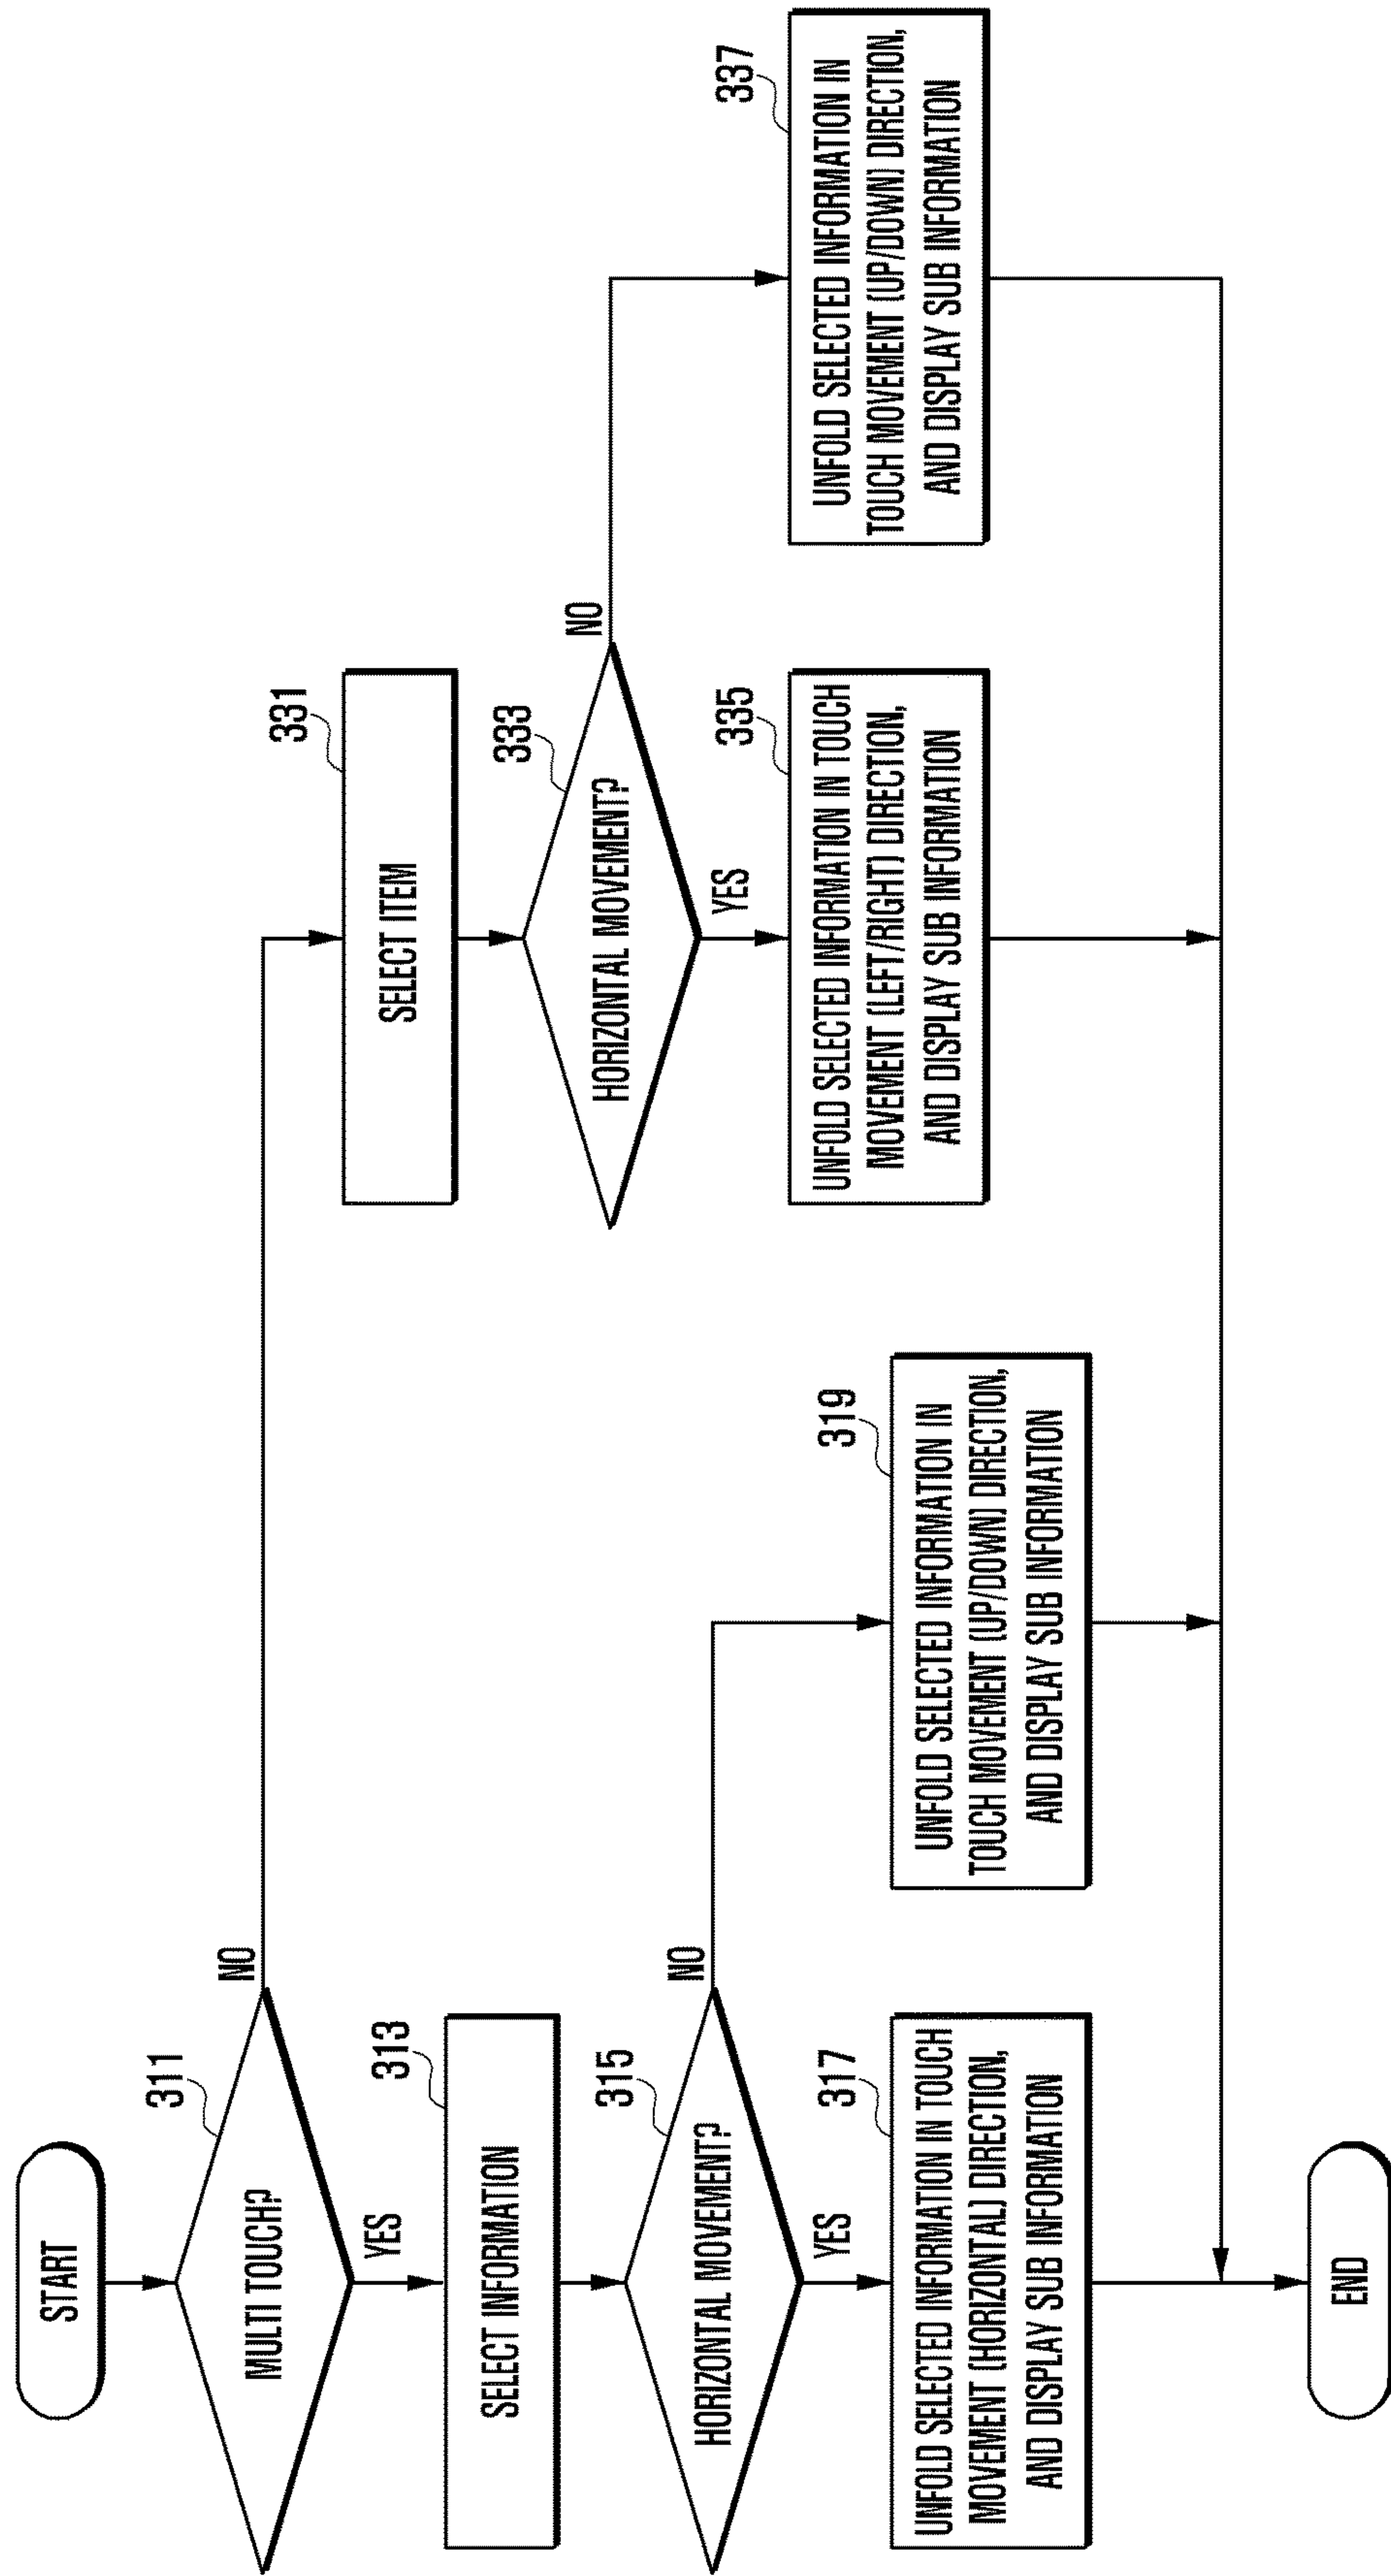 START
311
MULTI TOUCH?
NO
YES
313
SELECT INFORMATION
315
HORIZONTAL MOVEMENT?
NO
YES
317
UNFOLD SELECTED INFORMATION IN TOUCH
MOVEMENT (HORIZONTAL) DIRECTION,
AND DISPLAY SUB INFORMATION
319
UNFOLD SELECTED INFORMATION IN
TOUCH MOVEMENT (UP/DOWN) DIRECTION,
AND DISPLAY SUB INFORMATION
331
SELECT ITEM
333
HORIZONTAL MOVEMENT?
NO
YES
335
UNFOLD SELECTED INFORMATION IN TOUCH
MOVEMENT (LEFT/RIGHT) DIRECTION,
AND DISPLAY SUB INFORMATION
337
UNFOLD SELECTED INFORMATION IN
TOUCH MOVEMENT (UP/DOWN) DIRECTION,
AND DISPLAY SUB INFORMATION
END